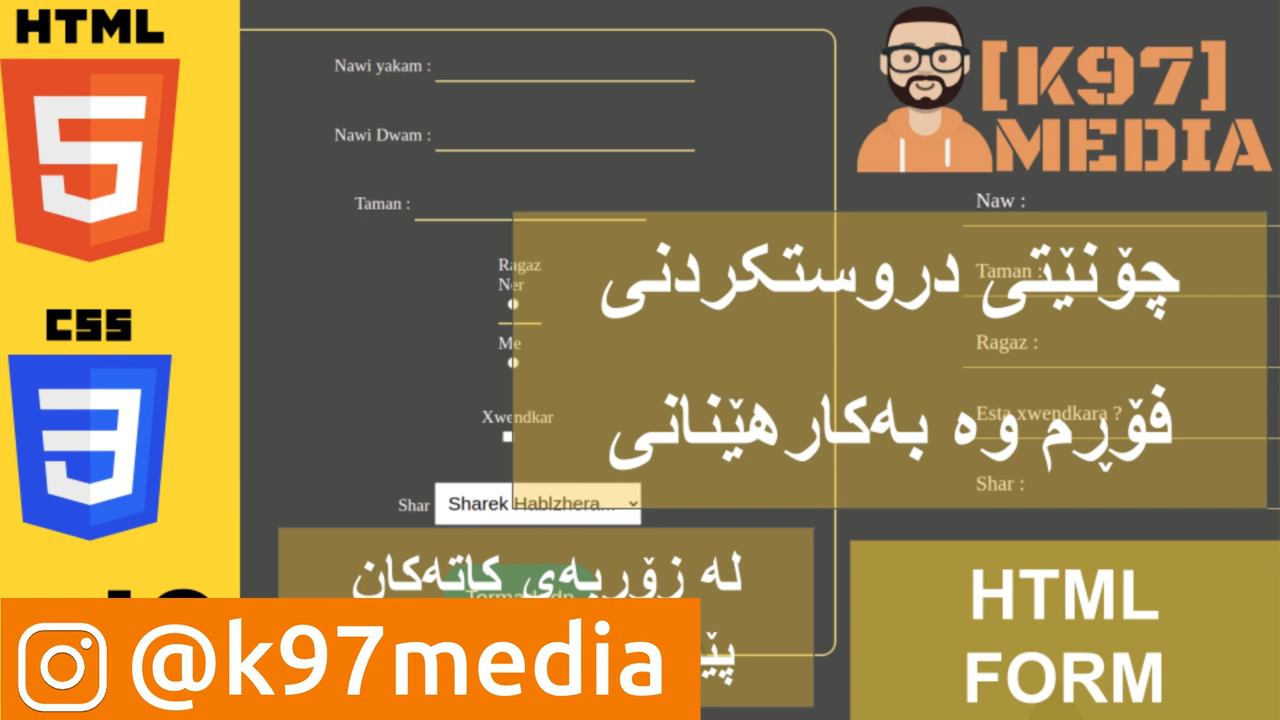 HTML
CSS
Nawi yakam :
Nawi Dwam :
Taman :
Ragaz
Ner
Me
Xwendkar
Shar
Sharek Hablzhera...
[K97]
MEDIA
Naw :
Taman :
Ragaz :
Esta xwendkara ?
Shar :
چۆنێتی دروستکردنی
فۆڕم وە بەکارهێنانی
لە زۆربەی کاتەکان
HTML
FORM
@k97media